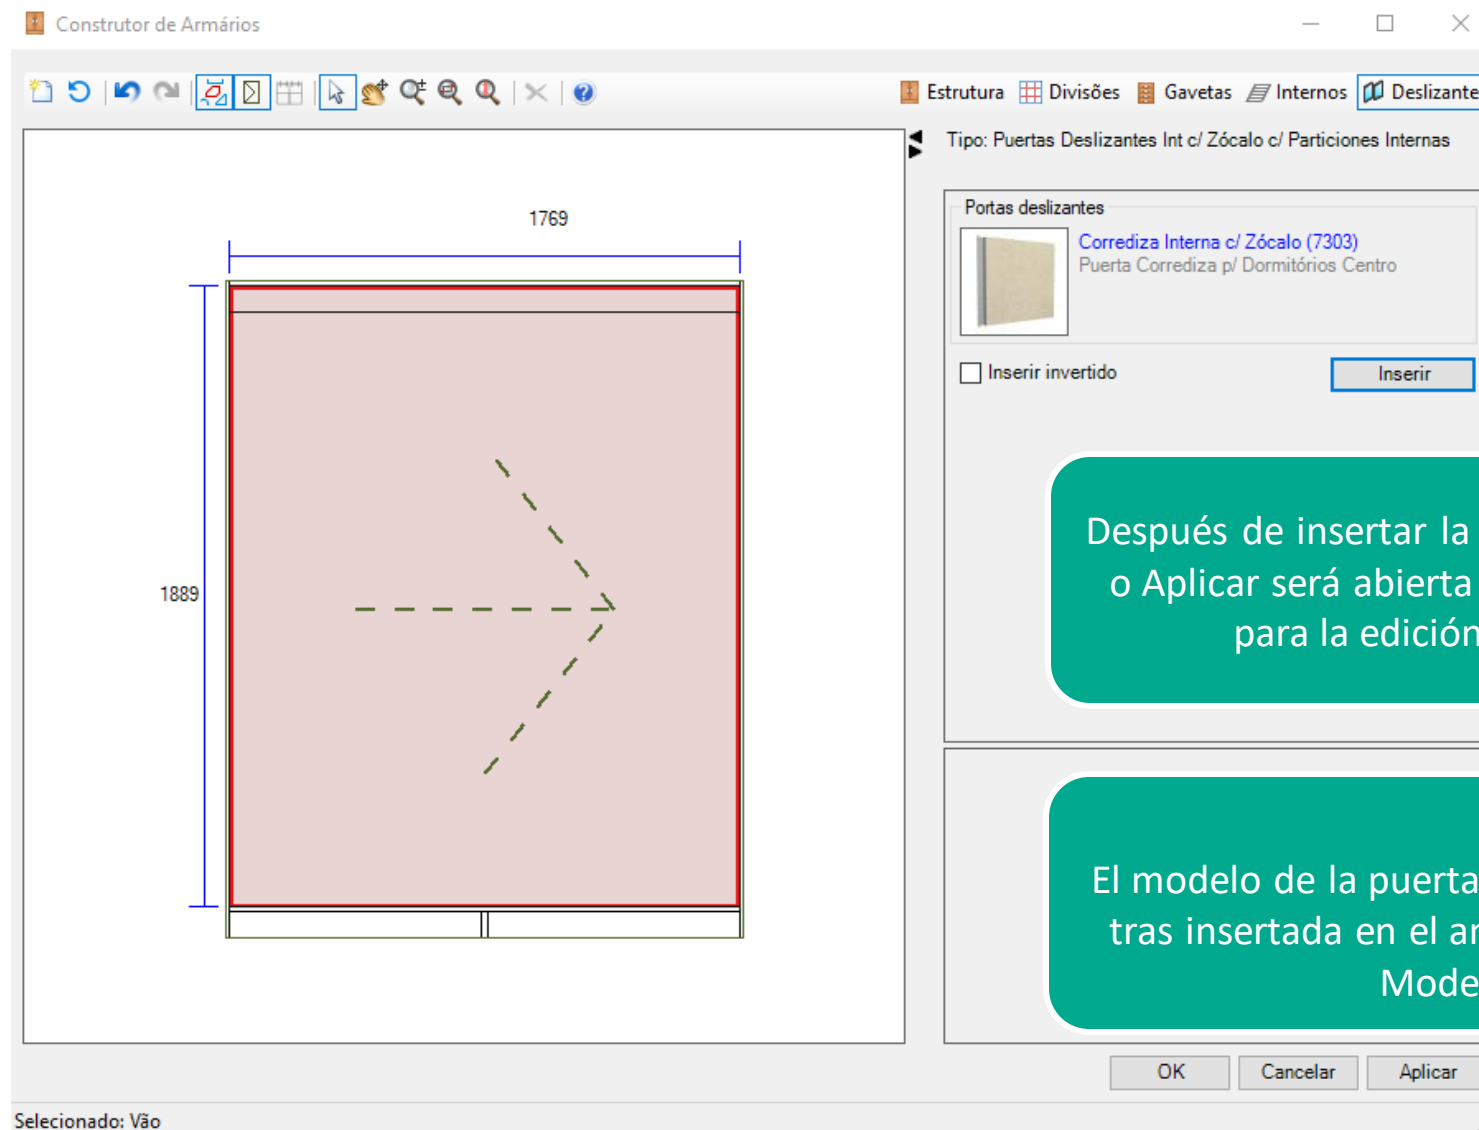 Construtor de Armários
Estrutura Divisões Gavetas Internos Deslizante
Tipo: Puertas Deslizantes Int c/ Zócalo c/ Particiones Internas
1769
1889
Portas deslizantes
Corrediza Interna c/ Zócalo (7303)
Puerta Corrediza p/ Dormitórios Centro
Inserir invertido
Inserir
Después de insertar la
o Aplicar será abierta
para la edición
El modelo de la puerta
tras insertada en el
Mode
OK Cancelar Aplicar
Selecionado: Vão